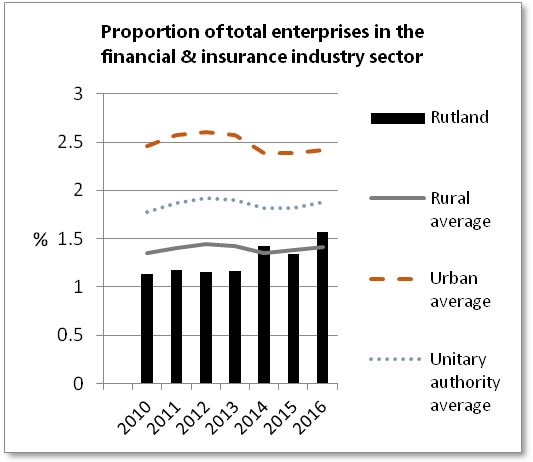 Proportion of total enterprises in the
financial & insurance industry sector
3
2.5
2
1.5
1
0.5
0
%
2010
2011
2012
2013
2014
2015
2016
Rutland
Rural
average
Urban
average
Unitary
authority
average